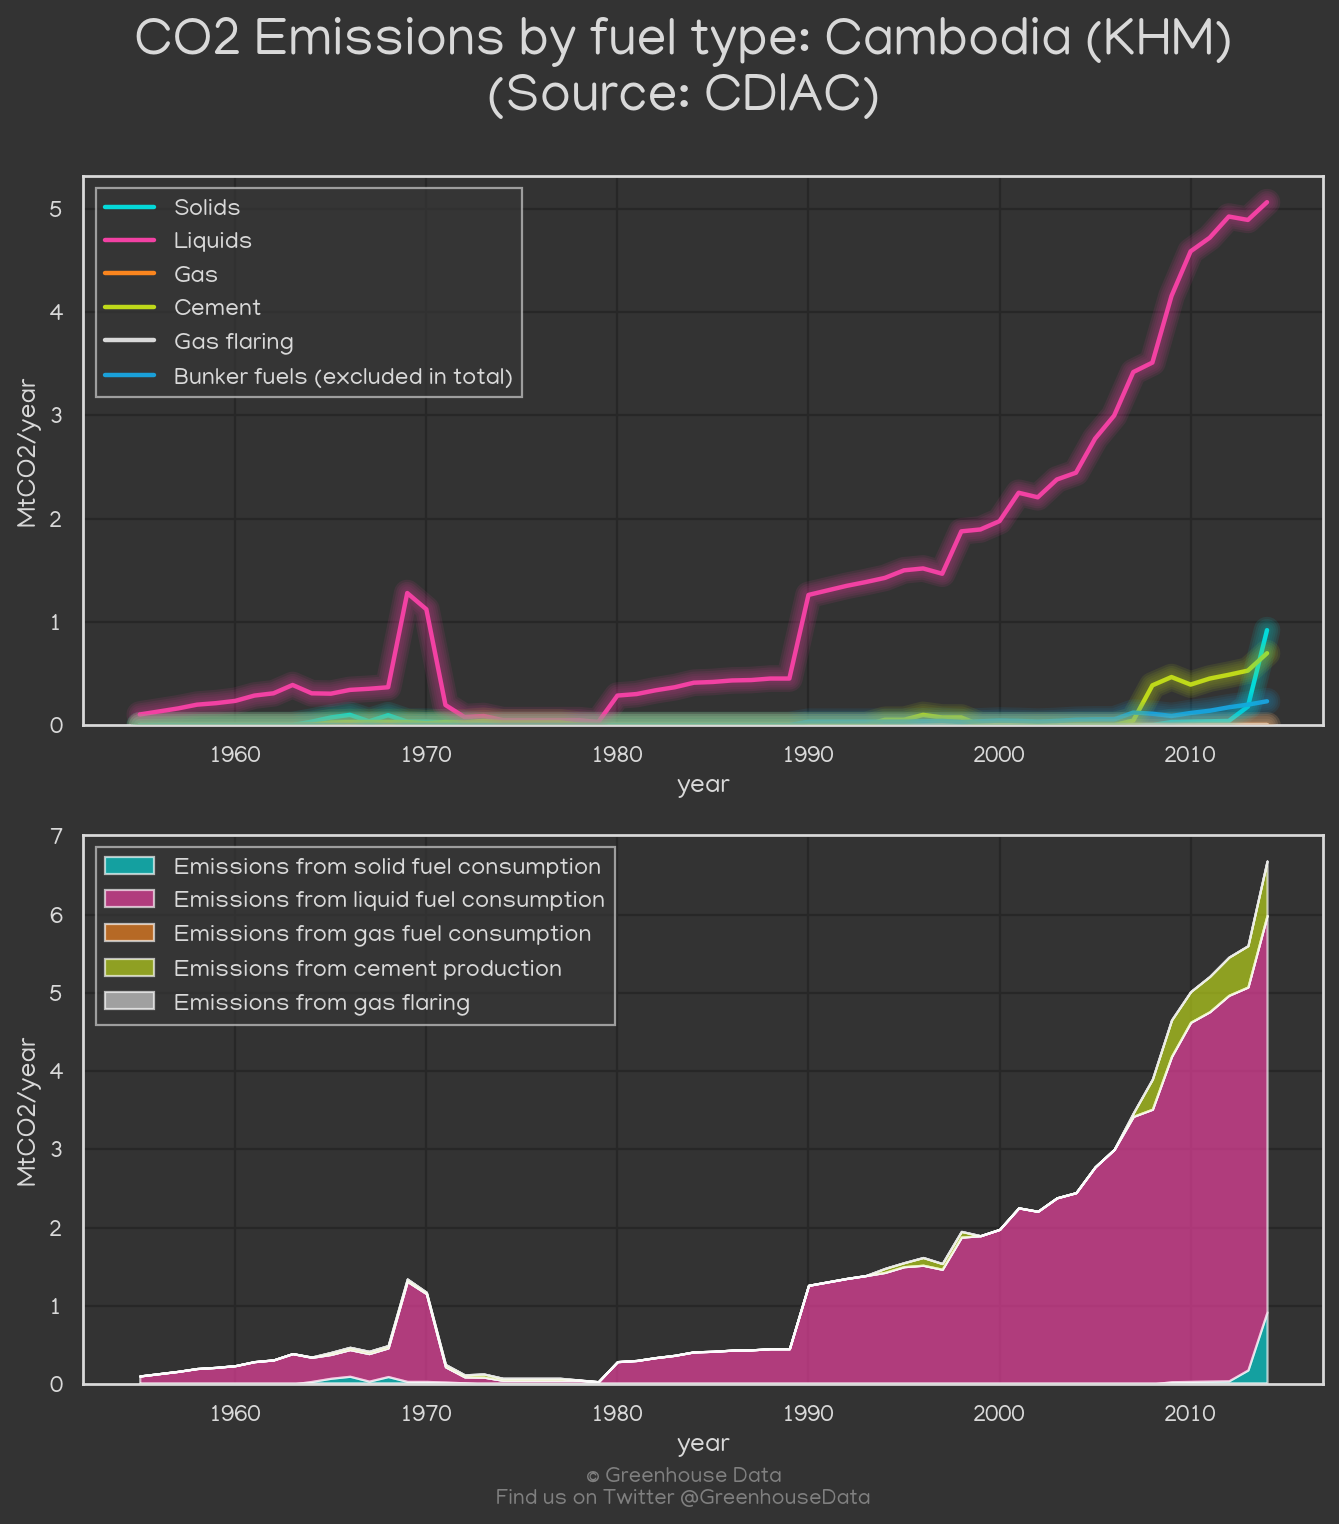 CO2 Emissions by fuel type: Cambodia (KHM)
(Source: CDIAC)
Solids
Liquids
Gas
Cement
Gas flaring
Bunker fuels (excluded in total)
MtCO2/year
5
4
3
2
1
0
1960 1970 1980 1990 2000 2010
year
Emissions from solid fuel consumption
Emissions from liquid fuel consumption
Emissions from gas fuel consumption
Emissions from cement production
Emissions from gas flaring
MtCO2/year
7
6
5
4
3
2
1
0
1960 1970 1980 1990 2000 2010
year
© Greenhouse Data
Find us on Twitter @GreenhouseData